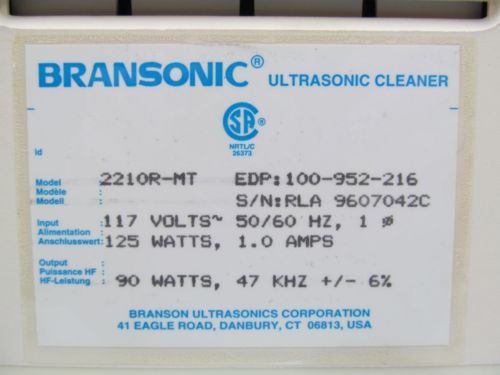 BRANSONIC® ULTRASONIC CLEANER
NRTL/C
26373
id
Model : 2210R-MT EDP:100-952-216
Modèle :
Modell : S/N:RLA 9607042C
Input : 117 VOLTS~ 50/60 HZ, 1 ø
Alimentation :
Anschlusswert: 125 WATTS, 1.0 AMPS
Output :
Puissance HF :
HF-Leistung : 90 WATTS, 47 KHZ +/- 6%
BRANSON ULTRASONICS CORPORATION
41 EAGLE ROAD, DANBURY, CT 06813, USA